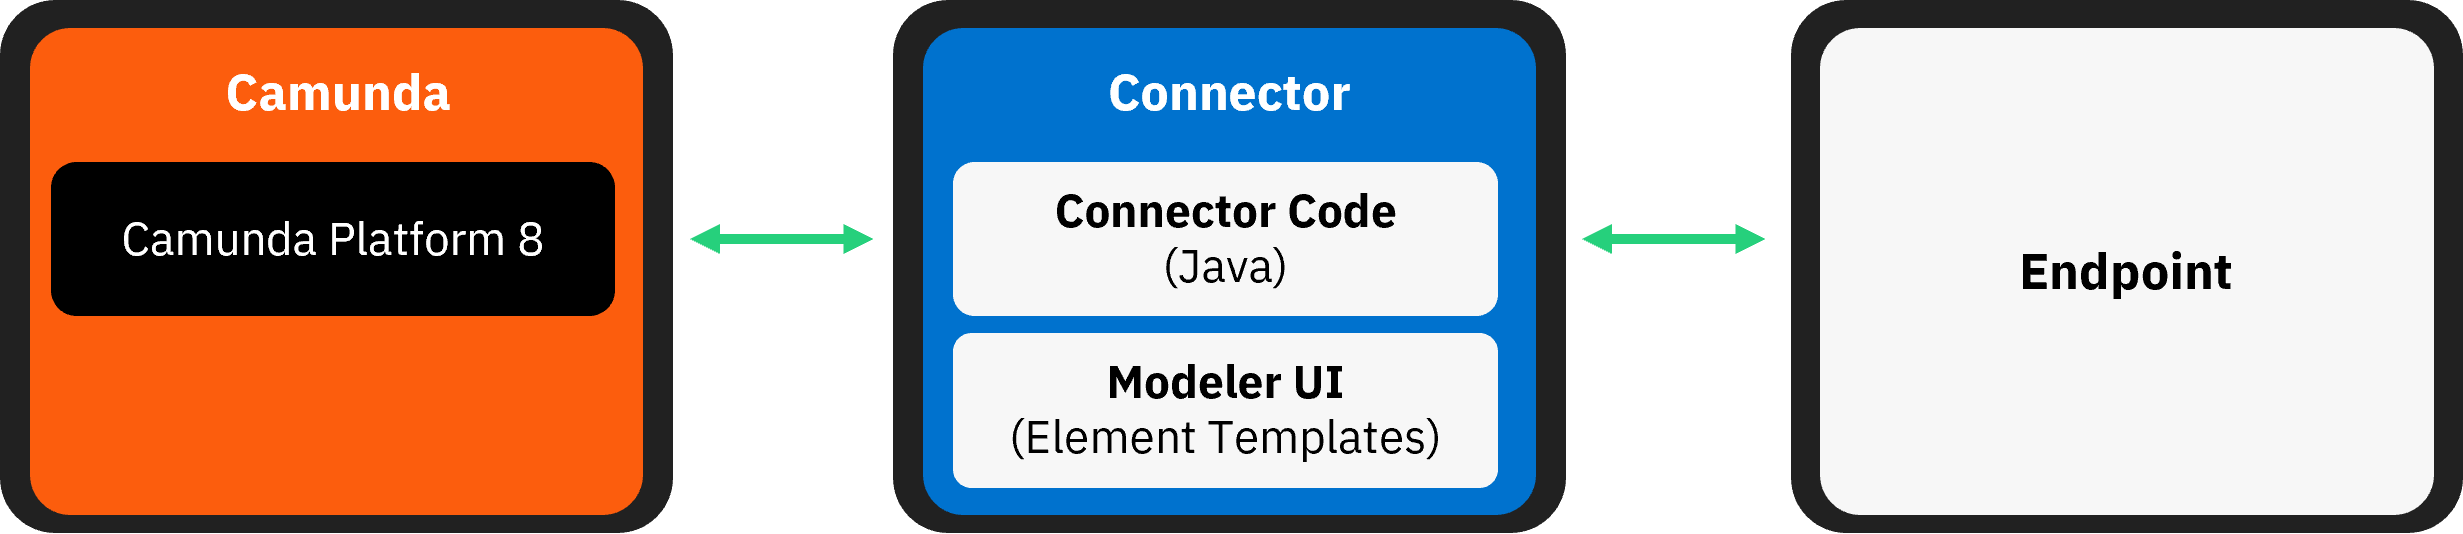 Camunda
Camunda Platform 8
Connector
Connector Code
(Java)
Modeler UI
(Element Templates)
Endpoint